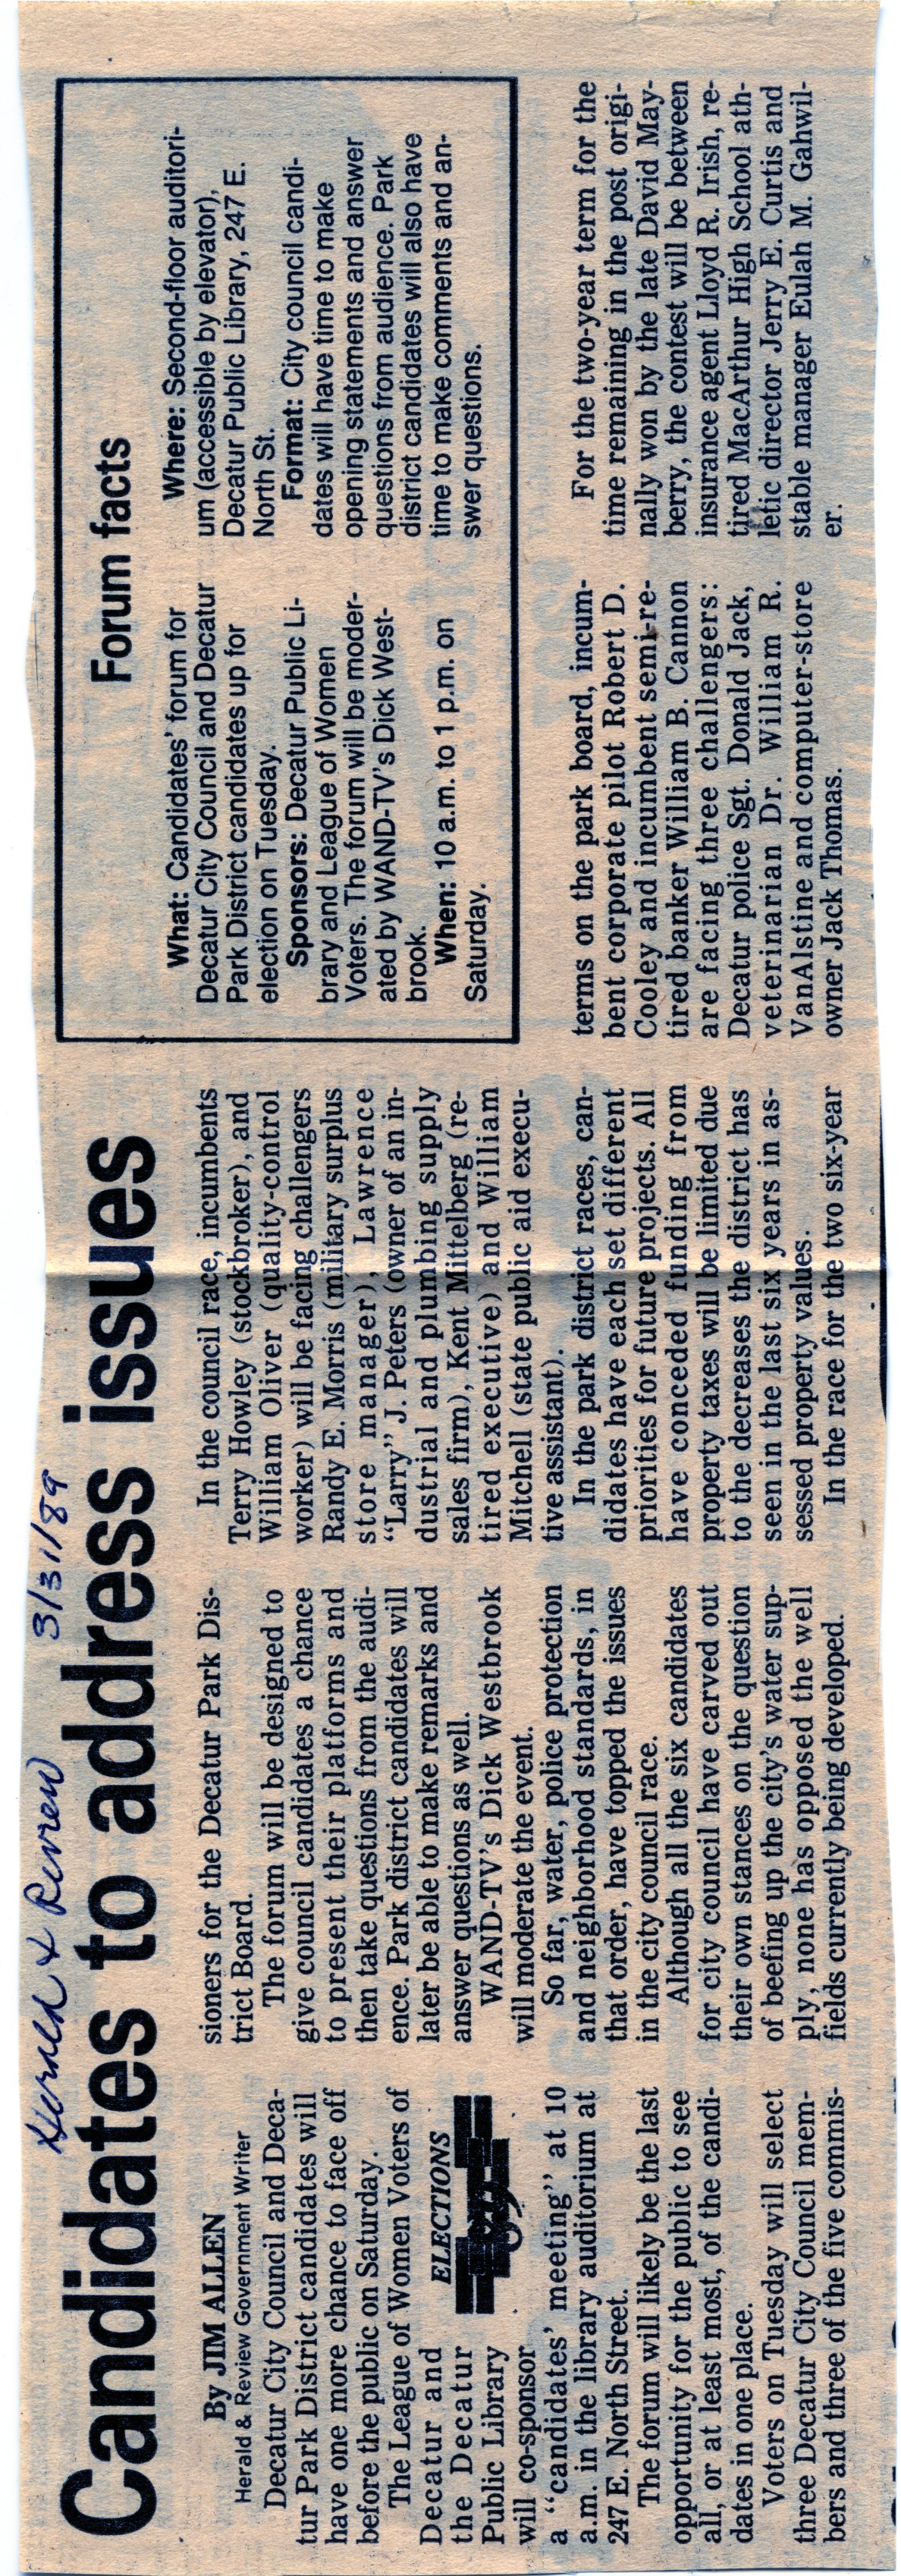 Herald & Review 3/31/89
Candidates to address issues
By JIM ALLEN
Herald & Review Government Writer
Decatur City Council and Deca-
tur Park District candidates will
have one more chance to face off
before the public on Saturday.
The League of Women Voters of
Decatur and
the Decatur
Public Library
will co-sponsor
ELECTIONS
89
a “candidates’ meeting” at 10
a.m. in the library auditorium at
247 E. North Street.
The forum will likely be the last
opportunity for the public to see
all, or at least most, of the candi-
dates in one place.
Voters on Tuesday will select
three Decatur City Council mem-
bers and three of the five commis-
sioners for the Decatur Park Dis-
trict Board.
The forum will be designed to
give council candidates a chance
to present their platforms and
then take questions from the audi-
ence. Park district candidates will
later be able to make remarks and
answer questions as well.
WAND-TV’s Dick Westbrook
will moderate the event.
So far, water, police protection
and neighborhood standards, in
that order, have topped the issues
in the city council race.
Although all the six candidates
for city council have carved out
their own stances on the question
of beefing up the city’s water sup-
ply, none has opposed the well
fields currently being developed.
In the council race, incumbents
Terry Howley (stockbroker), and
William Oliver (quality-control
worker) will be facing challengers
Randy E. Morris (military surplus
store manager), Lawrence
“Larry” J. Peters (owner of an in-
dustrial and plumbing supply
sales firm), Kent Mittelberg (re-
tired executive) and William
Mitchell (state public aid execu-
tive assistant).
In the park district races, can-
didates have each set different
priorities for future projects. All
have conceded funding from
property taxes will be limited due
to the decreases the district has
seen in the last six years in as-
sessed property values.
In the race for the two six-year
terms on the park board, incum-
bent corporate pilot Robert D.
Cooley and incumbent semi-re-
tired banker William B. Cannon
are facing three challengers:
Decatur police Sgt. Donald Jack,
veterinarian Dr. William R.
VanAlstine and computer-store
owner Jack Thomas.
For the two-year term for the
time remaining in the post origi-
nally won by the late David May-
berry, the contest will be between
insurance agent Lloyd R. Irish, re-
tired MacArthur High School ath-
letic director Jerry E. Curtis and
stable manager Eulah M. Gahwil-
er.
Forum facts
What: Candidates’ forum for
Decatur City Council and Decatur
Park District candidates up for
election on Tuesday.
Sponsors: Decatur Public Li-
brary and League of Women
Voters. The forum will be moder-
ated by WAND-TV’s Dick West-
brook.
When: 10 a.m. to 1 p.m. on
Saturday.
Where: Second-floor auditori-
um (accessible by elevator),
Decatur Public Library, 247 E.
North St.
Format: City council candi-
dates will have time to make
opening statements and answer
questions from audience. Park
district candidates will also have
time to make comments and an-
swer questions.